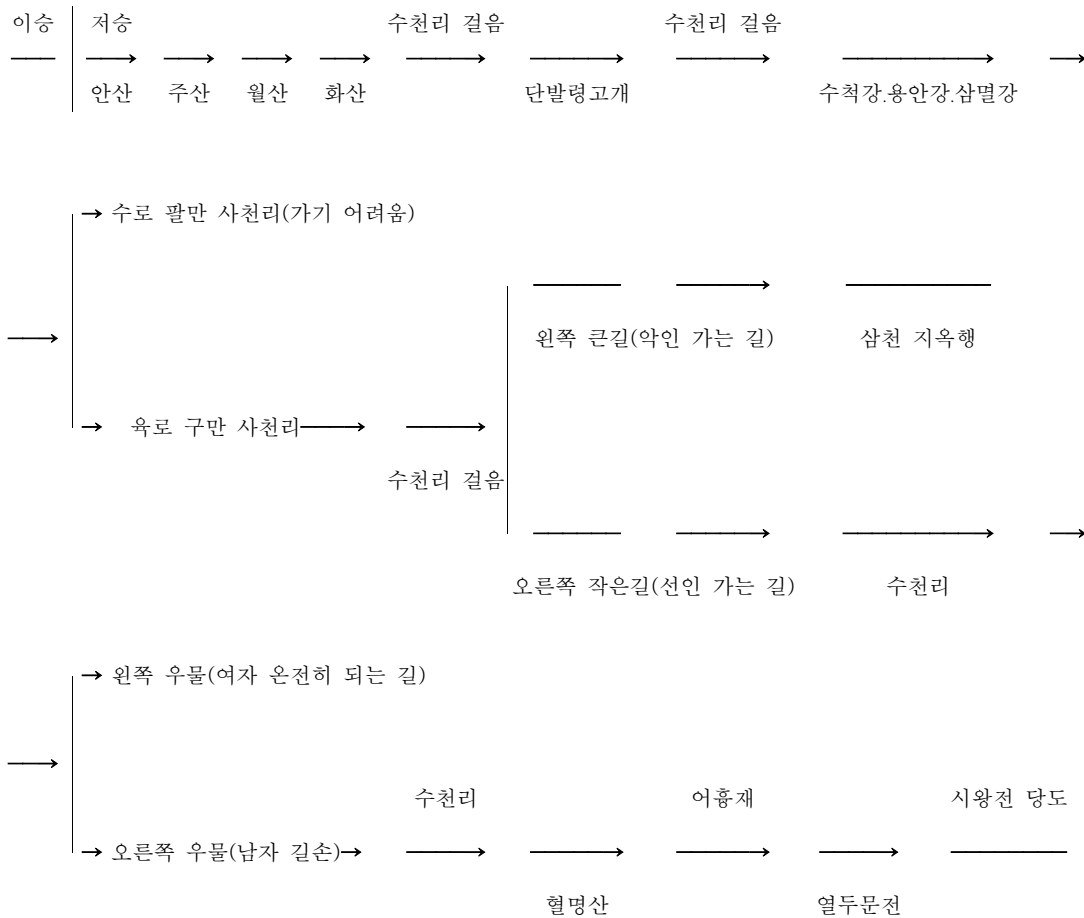 이승 저승 수천리 걸음 수천리 걸음
안산 주산 월산 화산 단발령고개 수척강.용안강.삼멸강
수로 팔만 사천리(가기 어려움)
왼쪽 큰길(악인 가는 길) 삼천 지옥행
육로 구만 사천리
수천리 걸음
오른쪽 작은길(선인 가는 길) 수천리
왼쪽 우물(여자 온전히 되는 길)
수천리 어흉재 시왕전 당도
오른쪽 우물(남자 길손)
혈명산 열두문전